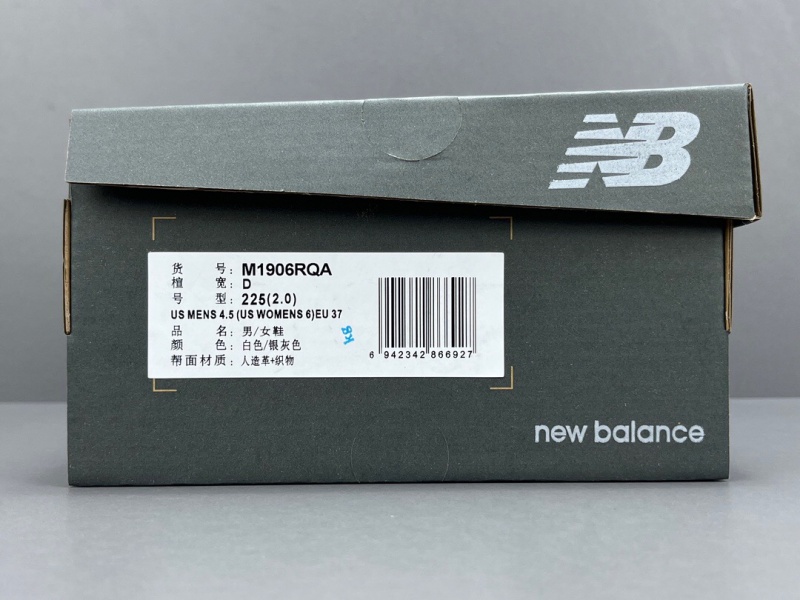 NB
货 号: M1906RQA
楦 宽: D
号 型: 225(2.0)
US MENS 4.5 (US WOMENS 6)EU 37
品 名: 男/女鞋
颜 色: 白色/银灰色
帮面材质: 人造革+织物
KB
6 942342 866927
new balance